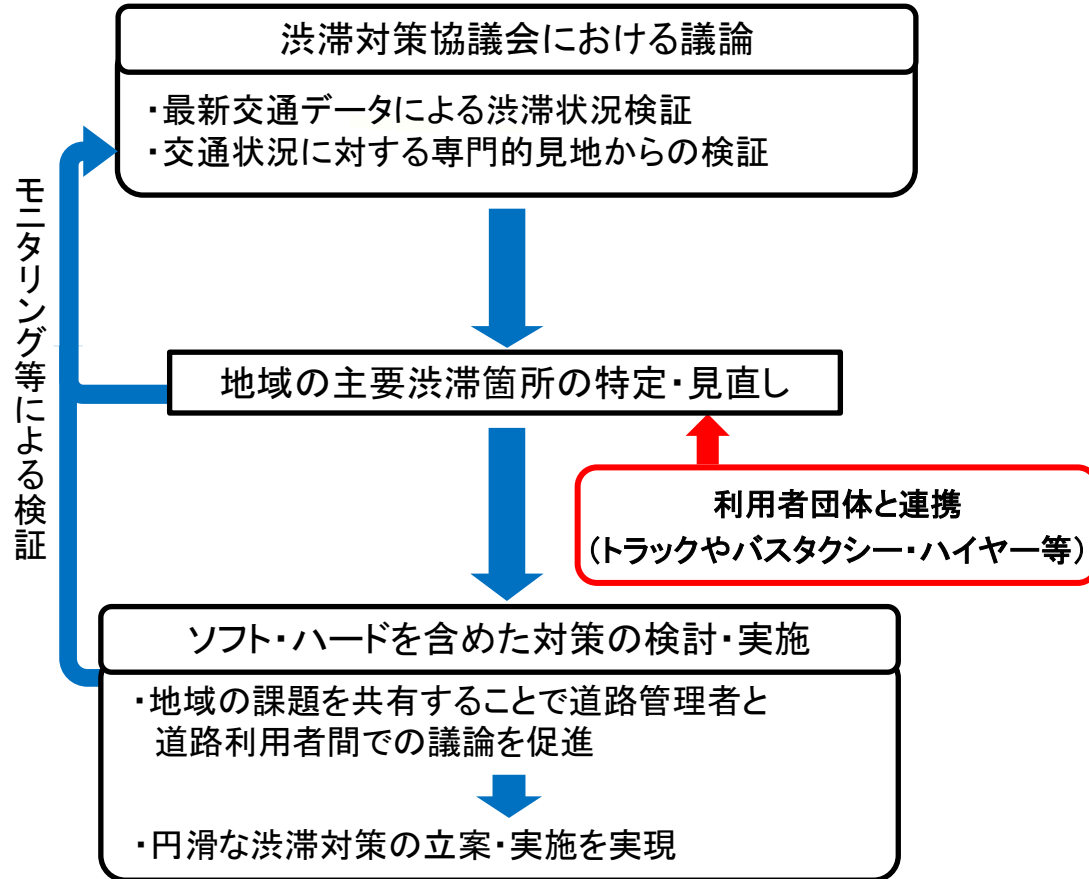 渋滞対策協議会における議論
・最新交通データによる渋滞状況検証
・交通状況に対する専門的見地からの検証
モニタリング等による検証
地域の主要渋滞箇所の特定・見直し
利用者団体と連携
(トラックやバスタクシー・ハイヤー等)
ソフト・ハードを含めた対策の検討・実施
・地域の課題を共有することで道路管理者と
道路利用者間での議論を促進
・円滑な渋滞対策の立案・実施を実現